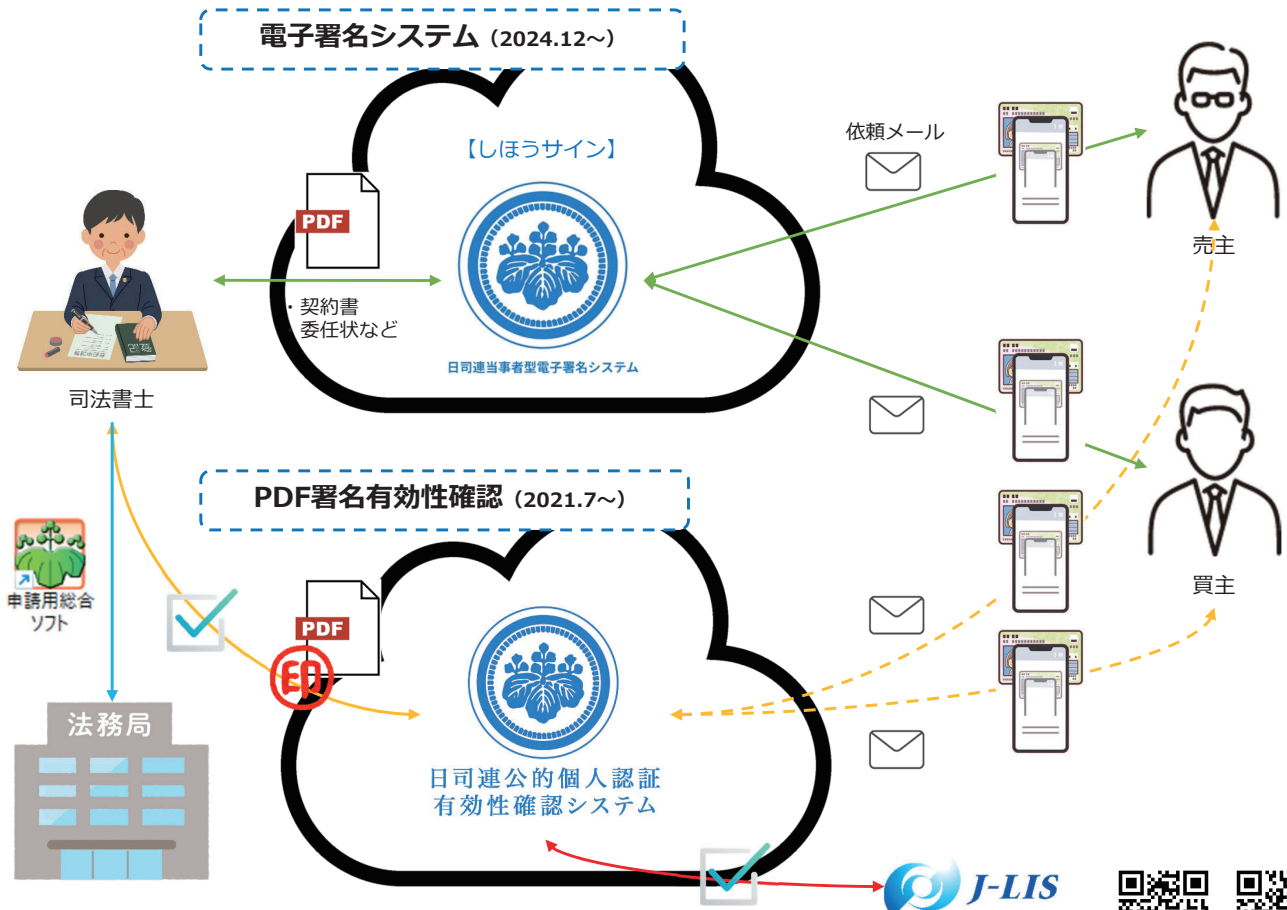 電子署名システム（2024.12～）
【しほうサイン】
PDF
・契約書
・委任状など
日司連当事者型電子署名システム
依頼メール
売主
司法書士
登記
PDF署名有効性確認（2021.7～）
買主
申請用総合
ソフト
PDF
印
法務局
日司連公的個人認証
有効性確認システム
J-LIS